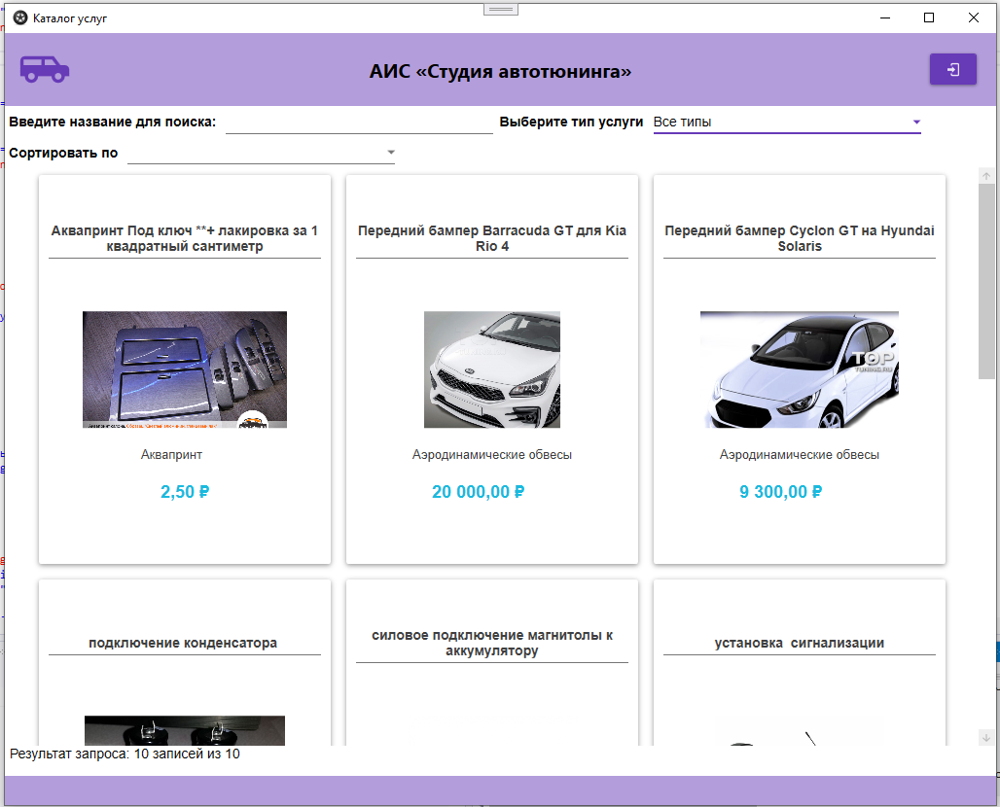 Каталог услуг
АИС «Студия автотюнинга»
Введите название для поиска:
Выберите тип услуги
Все типы
Сортировать по
Аквапринт Под ключ **+ лакировка за 1
квадратный сантиметр
Аквапринт
2,50 ₽
Передний бампер Barracuda GT для Kia
Rio 4
Аэродинамические обвесы
20 000,00 ₽
Передний бампер Cyclon GT на Hyundai
Solaris
TOP
TUNING.RU
Аэродинамические обвесы
9 300,00 ₽
подключение конденсатора
силовое подключение магнитолы к
аккумулятору
установка  сигнализации
Результат запроса: 10 записей из 10